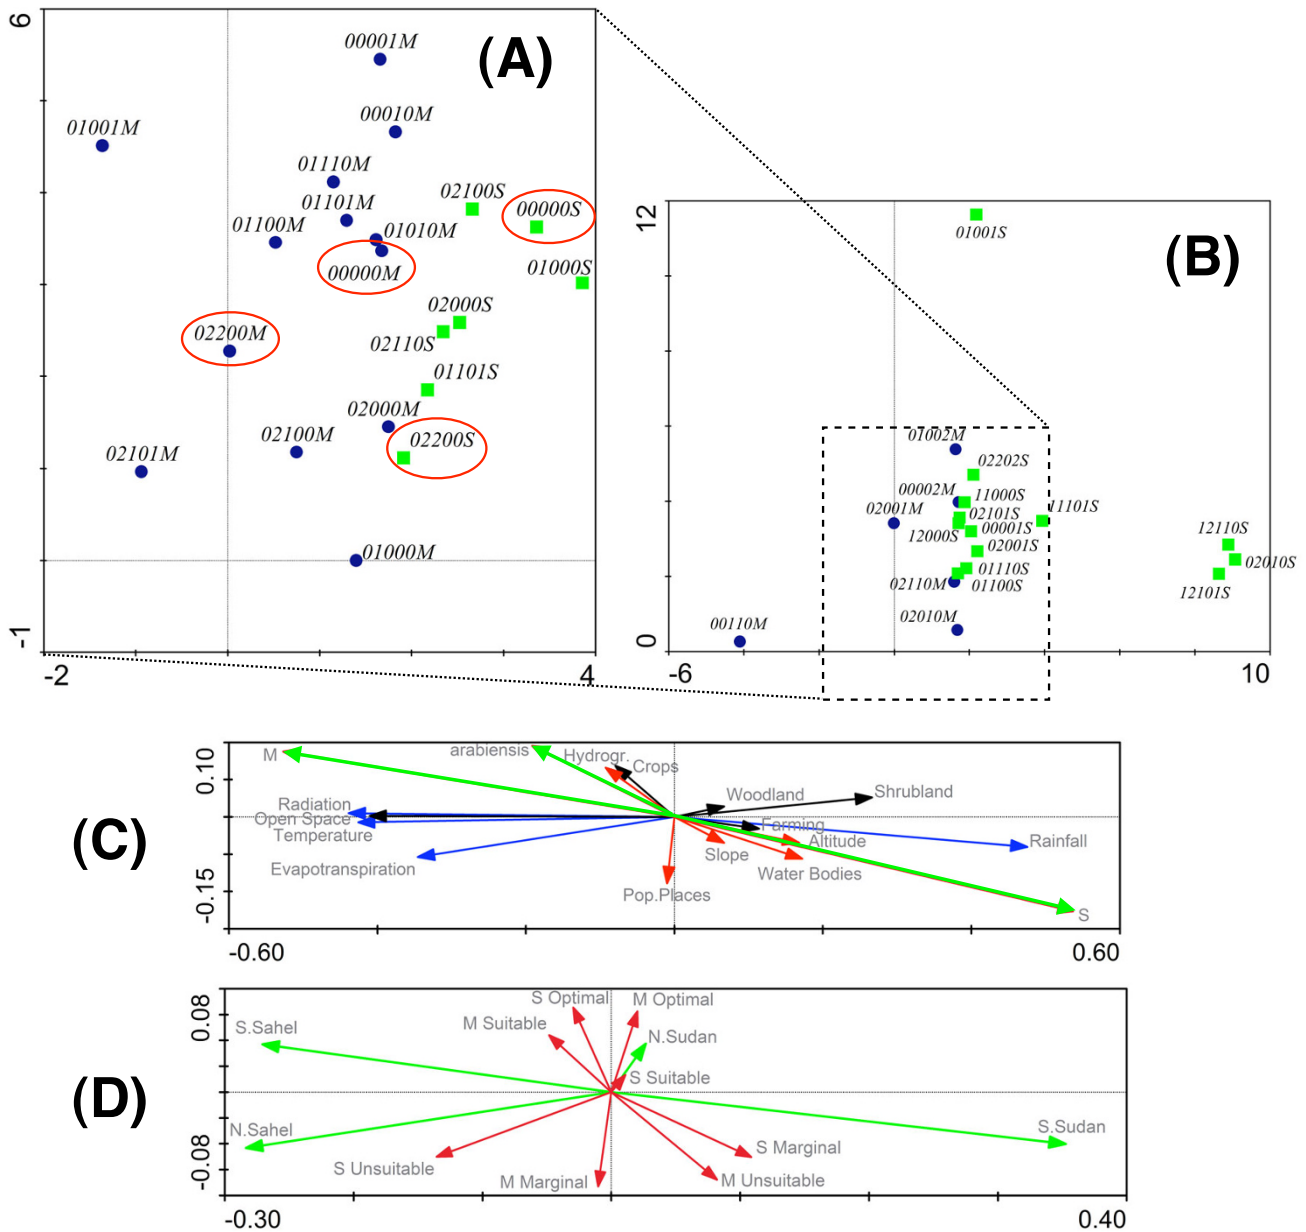 6
(A)
00001M
00010M
01001M
01110M
02100S
01101M
00000S
01100M
01010M
00000M
01000S
02000S
02200M
02110S
01101S
02000M
02100M
02200S
02101M
01000M
-1
-2
4
12
(B)
01001S
01002M
02202S
00002M
11000S
02001M
02101S
11101S
12000S
00001S
02001S
12110S
02010S
02110M
01110S
01100S
12101S
02010M
00110M
0
-6
10
(C)
0.10
-0.15
M
arabiensis
Hydrogr.
Crops
Woodland
Shrubland
Radiation
Open Space
Temperature
Farming
Altitude
Rainfall
Slope
Evapotranspiration
Water Bodies
Pop.Places
S
-0.60
0.60
(D)
0.08
-0.08
S Optimal
M Optimal
M Suitable
S.Sahel
N.Sudan
S Suitable
N.Sahel
S.Sudan
S Marginal
S Unsuitable
M Marginal
M Unsuitable
-0.30
0.40